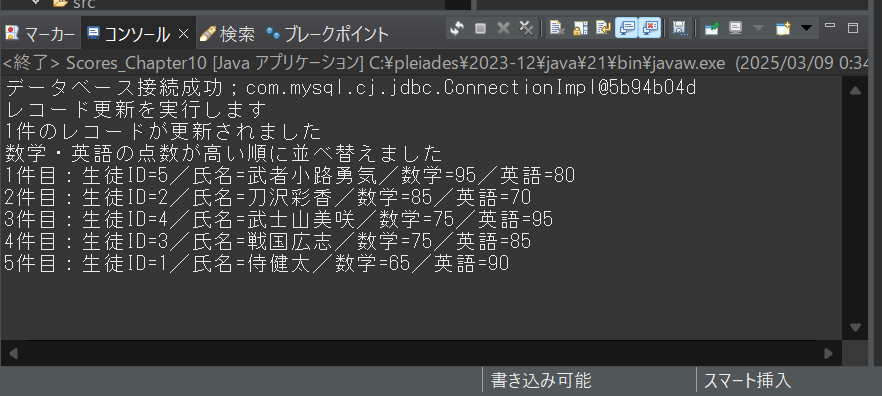 src
マーカー コンソール × 検索 ブレークポイント
<終了> Scores_Chapter10 [Java アプリケーション] C:¥pleiades¥2023-12¥java¥21¥bin¥javaw.exe (2025/03/09 0:34
データベース接続成功；com.mysql.cj.jdbc.ConnectionImpl@5b94b04d
レコード更新を実行します
1件のレコードが更新されました
数学・英語の点数が高い順に並べ替えました
1件目：生徒ID=5／氏名=武者小路勇気／数学=95／英語=80
2件目：生徒ID=2／氏名=刀沢彩香／数学=85／英語=70
3件目：生徒ID=4／氏名=武士山美咲／数学=75／英語=95
4件目：生徒ID=3／氏名=戦国広志／数学=75／英語=85
5件目：生徒ID=1／氏名=侍健太／数学=65／英語=90
書き込み可能 スマート挿入